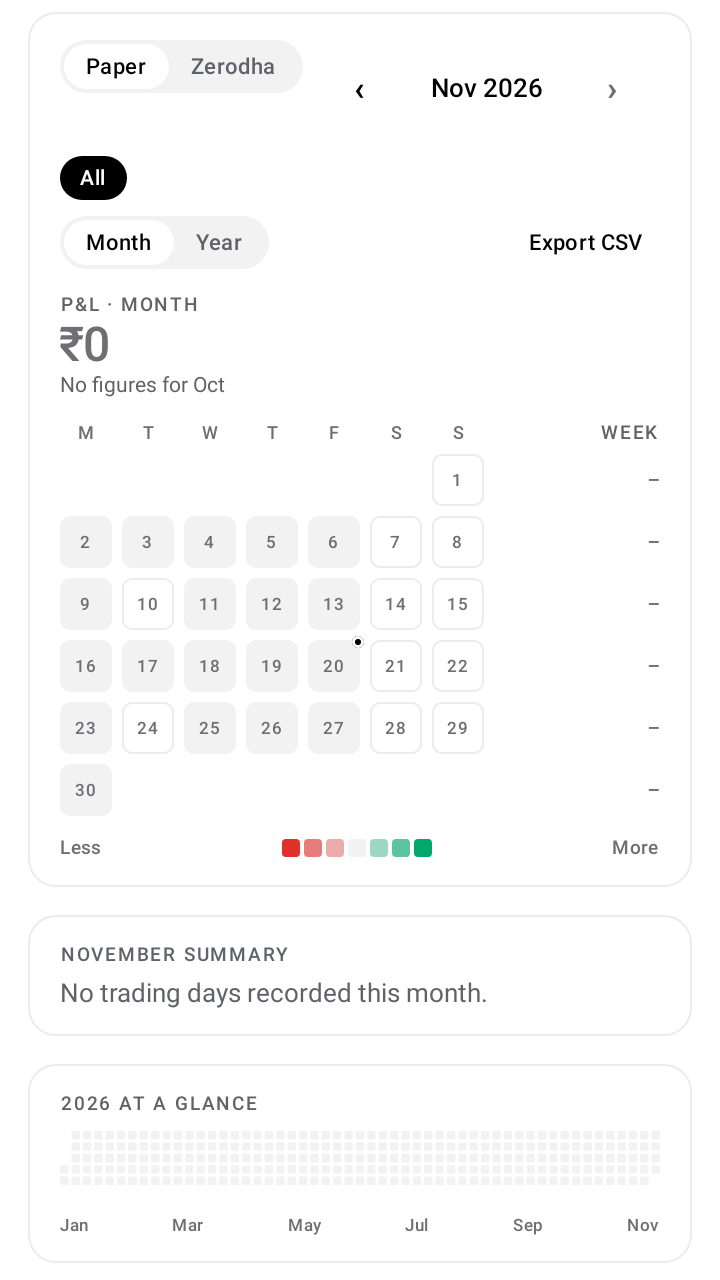 Paper Zerodha ‹ Nov 2026 ›
All
Month Year Export CSV
P&L · MONTH
₹0
No figures for Oct
M T W T F S S WEEK
1 –
2 3 4 5 6 7 8 –
9 10 11 12 13 14 15 –
16 17 18 19 20 21 22 –
23 24 25 26 27 28 29 –
30 –
Less More
NOVEMBER SUMMARY
No trading days recorded this month.
2026 AT A GLANCE
Jan Mar May Jul Sep Nov